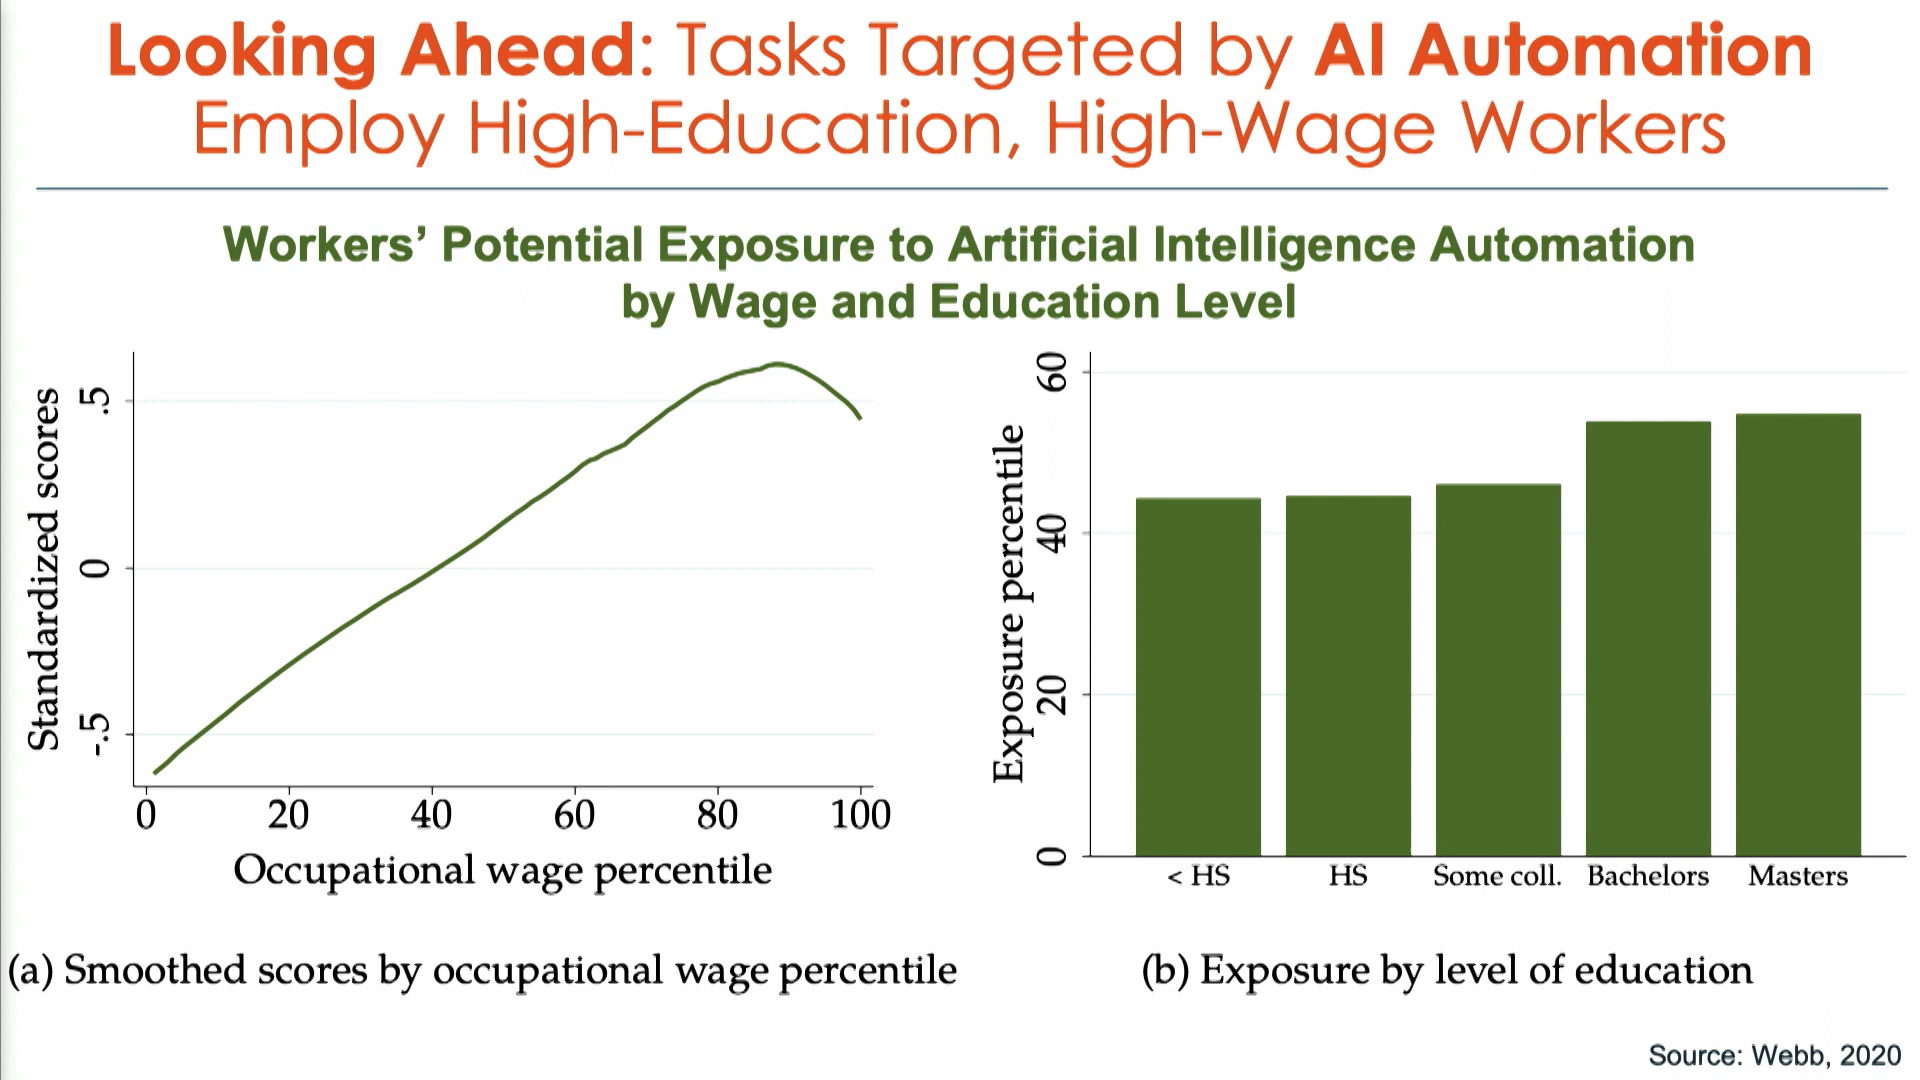 Looking Ahead: Tasks Targeted by AI Automation
Employ High-Education, High-Wage Workers
Workers’ Potential Exposure to Artificial Intelligence Automation
by Wage and Education Level
Standardized scores
.5
0
-.5
0 20 40 60 80 100
Occupational wage percentile
(a) Smoothed scores by occupational wage percentile
Exposure percentile
60
40
20
0
< HS HS Some coll. Bachelors Masters
(b) Exposure by level of education
Source: Webb, 2020